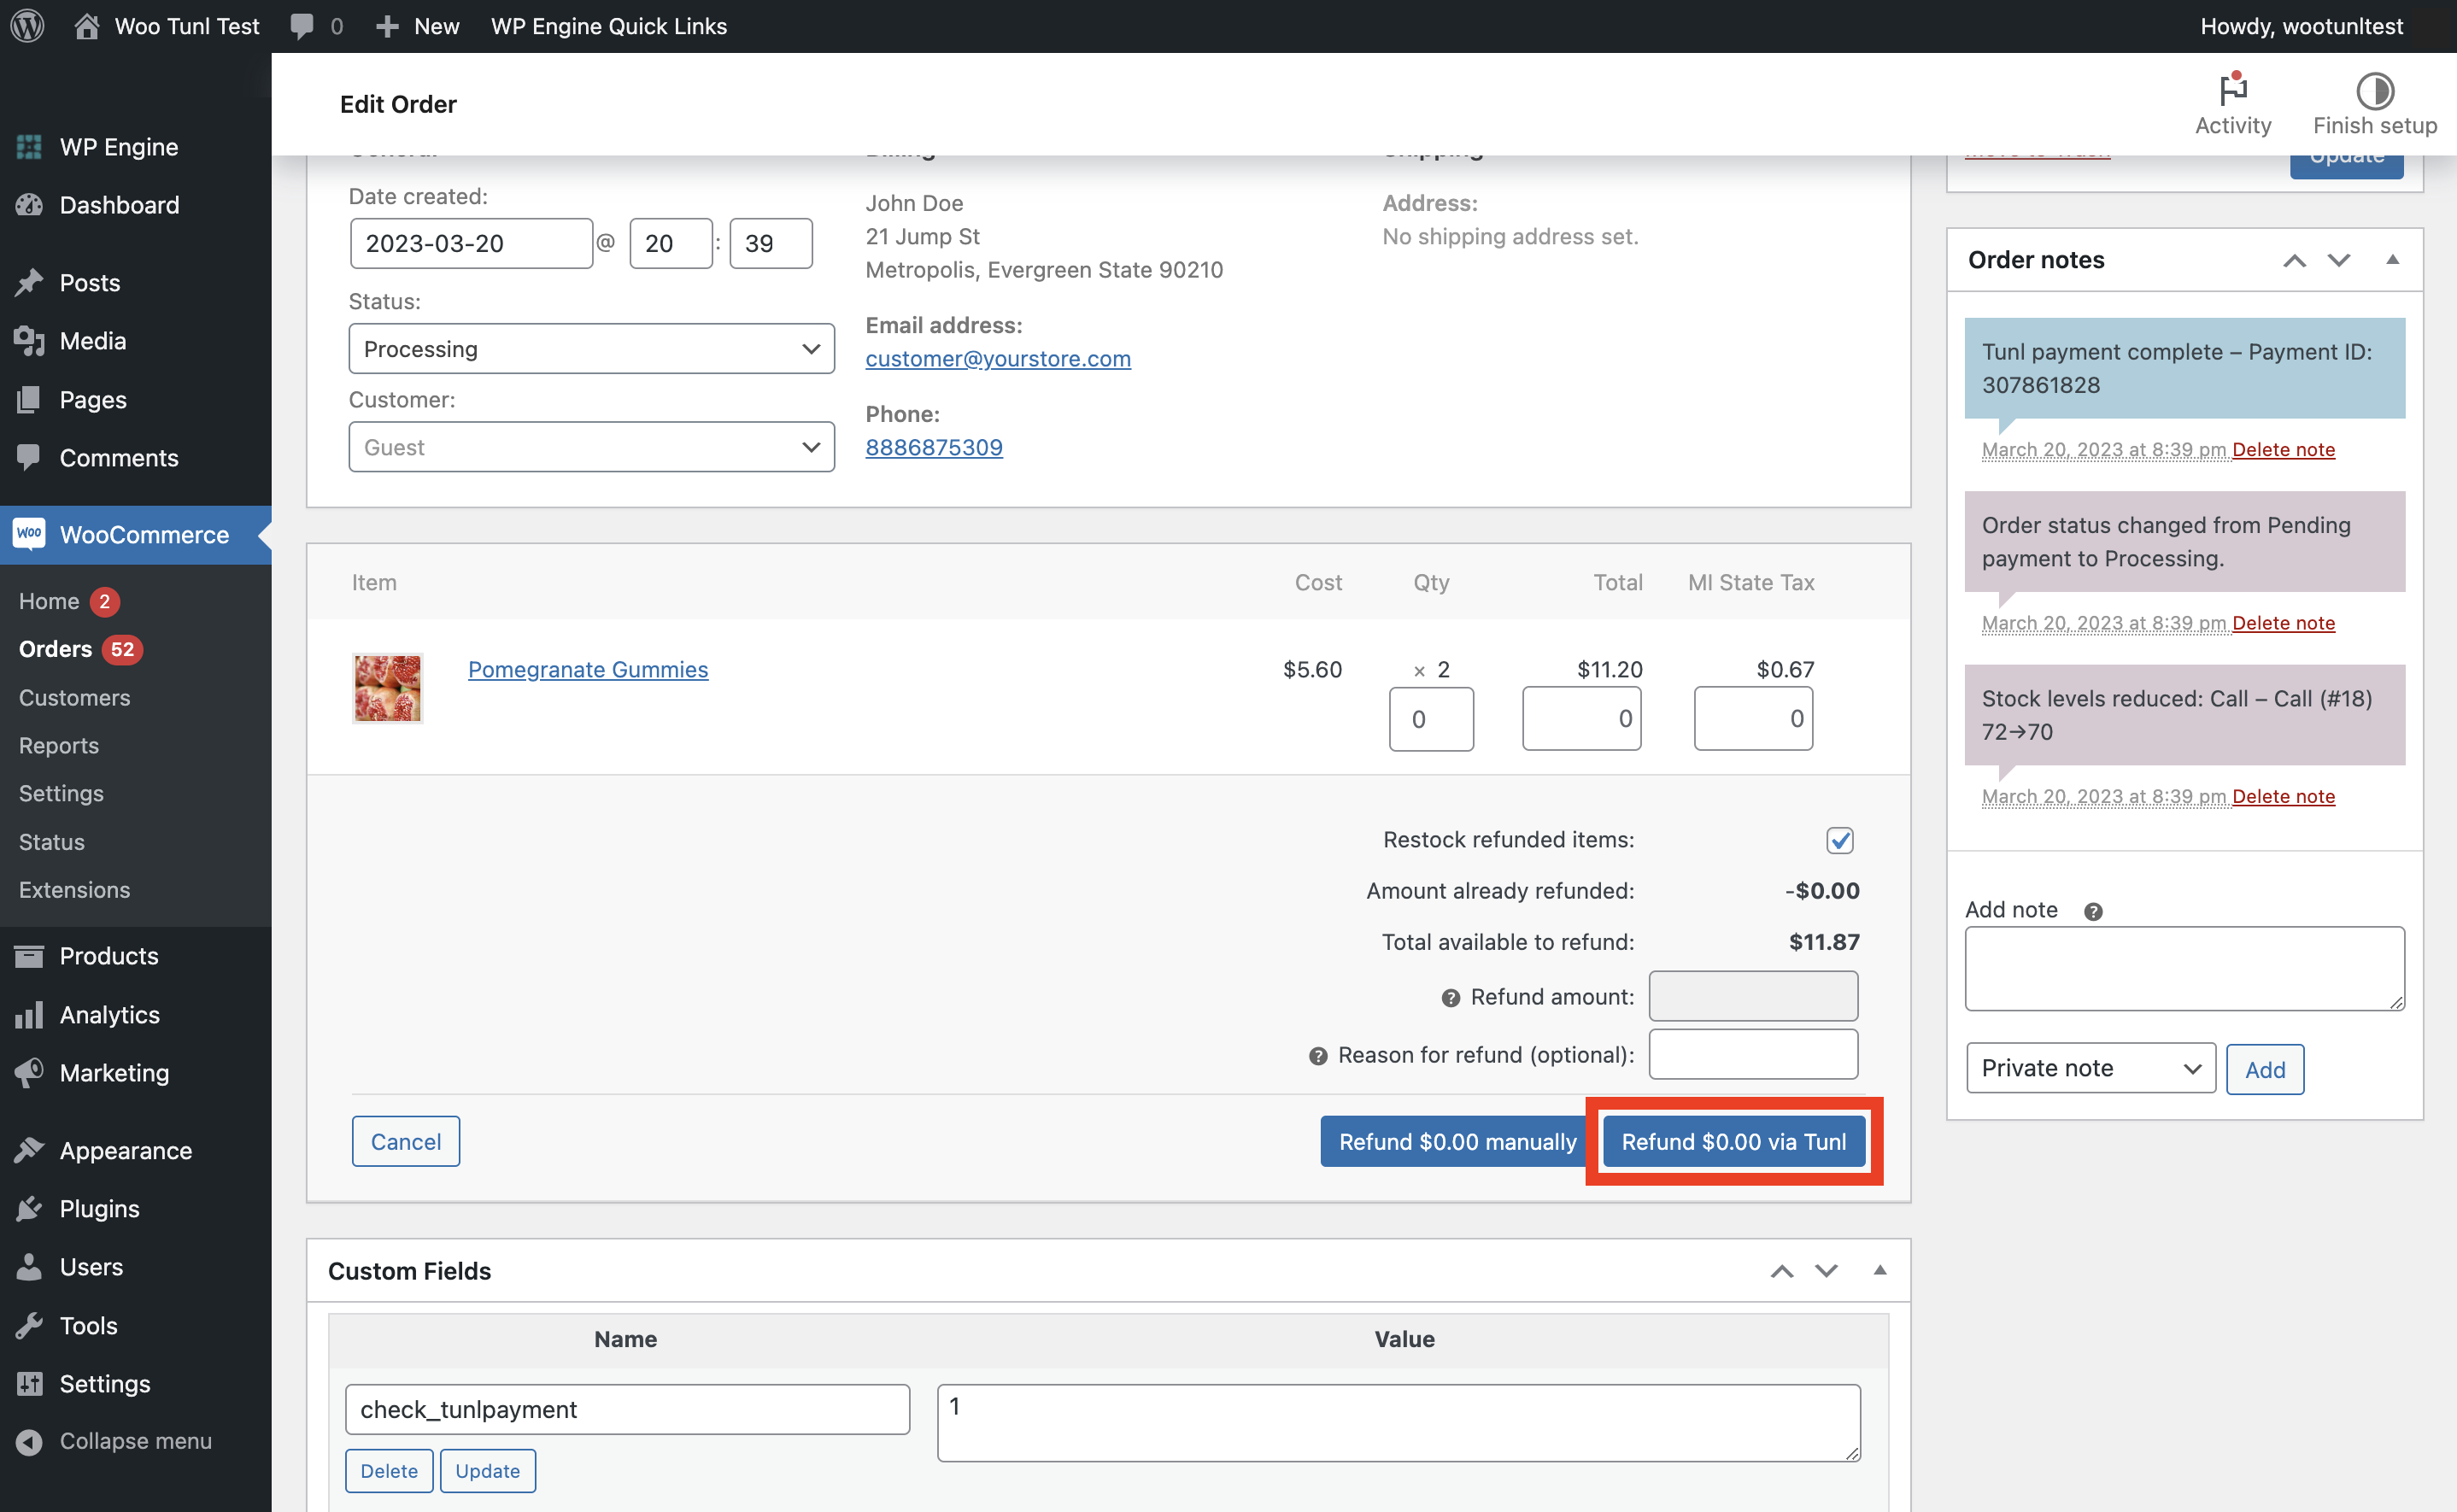 Woo Tunl Test
0
New
WP Engine Quick Links
Howdy, wootunltest
Edit Order
Activity
Finish setup
WP Engine
Dashboard
Posts
Media
Pages
Comments
Woo
WooCommerce
Home 2
Orders 52
Customers
Reports
Settings
Status
Extensions
Products
Analytics
Marketing
Appearance
Plugins
Users
Tools
Settings
Collapse menu
General
Billing
Shipping
Date created:
2023-03-20 @ 20 : 39
Status:
Processing
Customer:
Guest
John Doe
21 Jump St
Metropolis, Evergreen State 90210
Email address:
customer@yourstore.com
Phone:
8886875309
Address:
No shipping address set.
Item Cost Qty Total MI State Tax
Pomegranate Gummies $5.60 × 2 $11.20 $0.67
0 0 0
Restock refunded items:
Amount already refunded: -$0.00
Total available to refund: $11.87
Refund amount:
Reason for refund (optional):
Cancel
Refund $0.00 manually
Refund $0.00 via Tunl
Custom Fields
Name Value
check_tunlpayment
1
Delete
Update
Move to Trash
Update
Order notes
Tunl payment complete – Payment ID:
307861828
March 20, 2023 at 8:39 pm Delete note
Order status changed from Pending
payment to Processing.
March 20, 2023 at 8:39 pm Delete note
Stock levels reduced: Call – Call (#18)
72→70
March 20, 2023 at 8:39 pm Delete note
Add note
Private note
Add